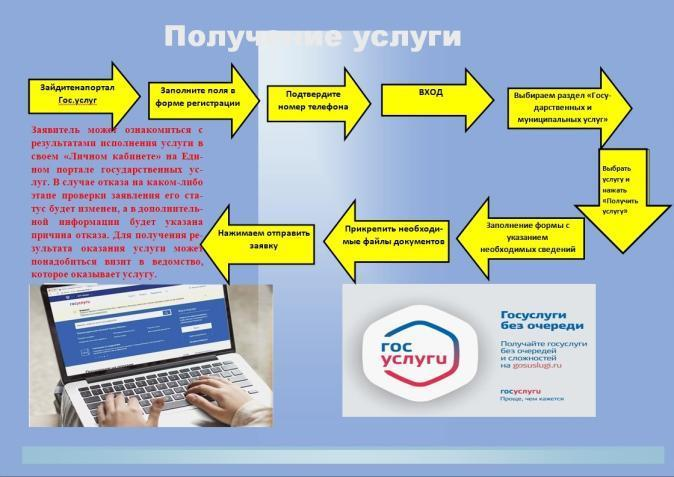 Получение услуги
Зайдитенапортал
Гос.услуг
Заполните поля в
форме регистрации
Подтвердите
номер телефона
ВХОД
Выбираем раздел «Госу-
дарственных и
муниципальных услуг»
Выбрать
услугу и
нажать
«Получить
услугу»
Заполнение формы с
указанием
необходимых сведений
Прикрепить необходи-
мые файлы документов
Нажимаем отправить
заявку
Заявитель может ознакомиться с
результатами исполнения услуги в
своем «Личном кабинете» на Еди-
ном портале государственных ус-
луг. В случае отказа на каком-либо
этапе проверки заявления его ста-
тус будет изменен, а в дополнитель-
ной информации будет указана
причина отказа. Для получения ре-
зультата оказания услуги может
понадобиться визит в ведомство,
которое оказывает услугу.
госуслуги
гос
услуги
Госуслуги
без очереди
Получайте госуслуги
без очередей
и сложностей
на gosuslugi.ru
госуслуги
Проще, чем кажется